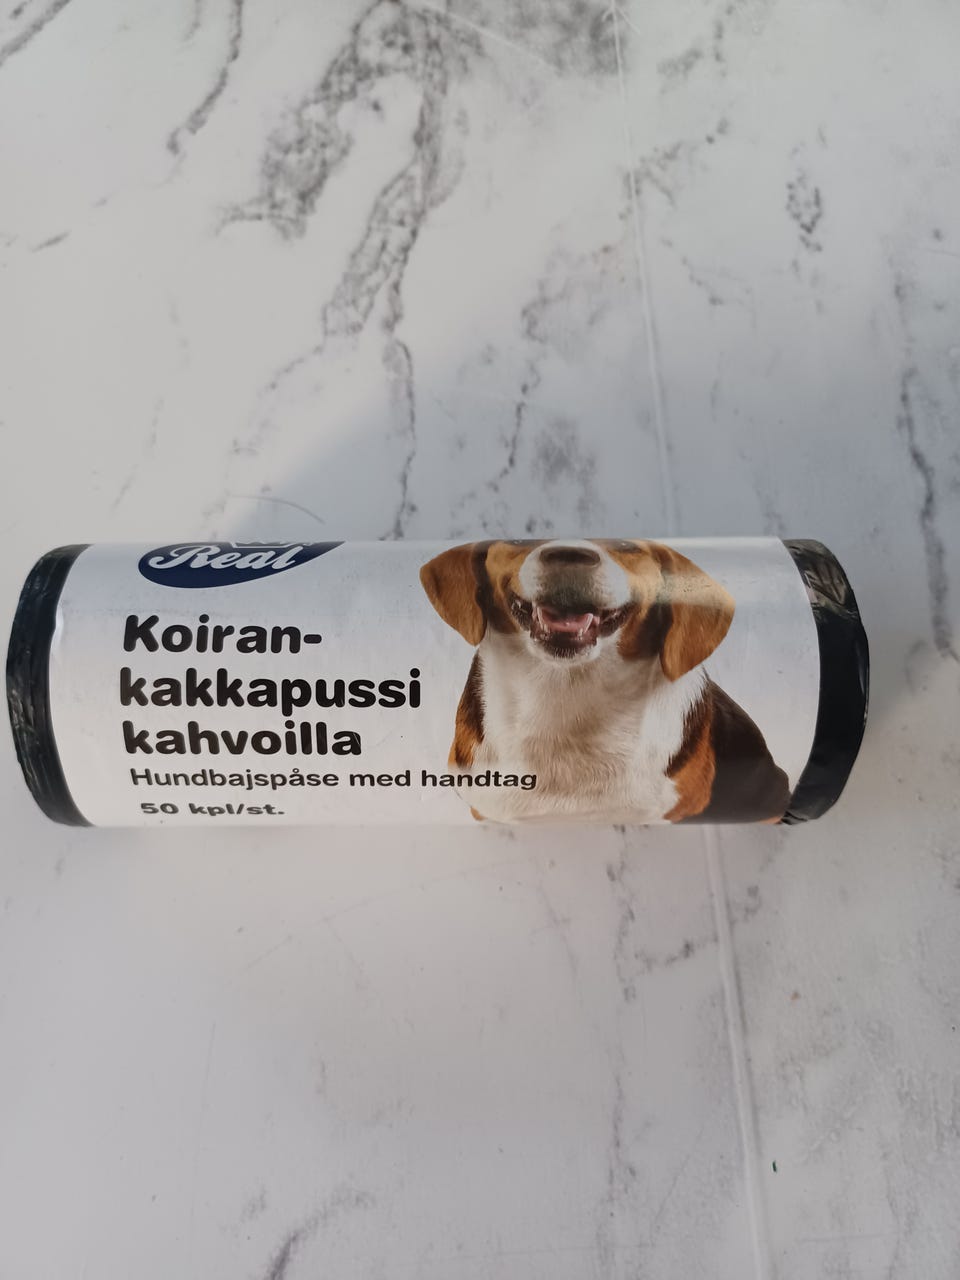 Real
Koiran-
kakkapussi
kahvoilla
Hundbajspåse med handtag
50 kpl/st.